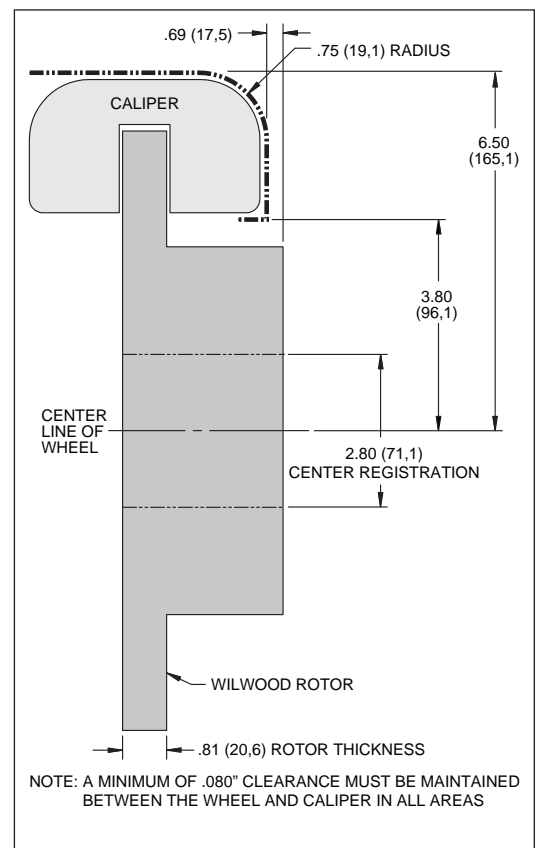 .69 (17,5)
.75 (19,1) RADIUS
CALIPER
6.50
(165,1)
3.80
(96,1)
CENTER
LINE OF
WHEEL
2.80 (71,1)
CENTER REGISTRATION
WILWOOD ROTOR
.81 (20,6) ROTOR THICKNESS
NOTE: A MINIMUM OF .080" CLEARANCE MUST BE MAINTAINED
BETWEEN THE WHEEL AND CALIPER IN ALL AREAS